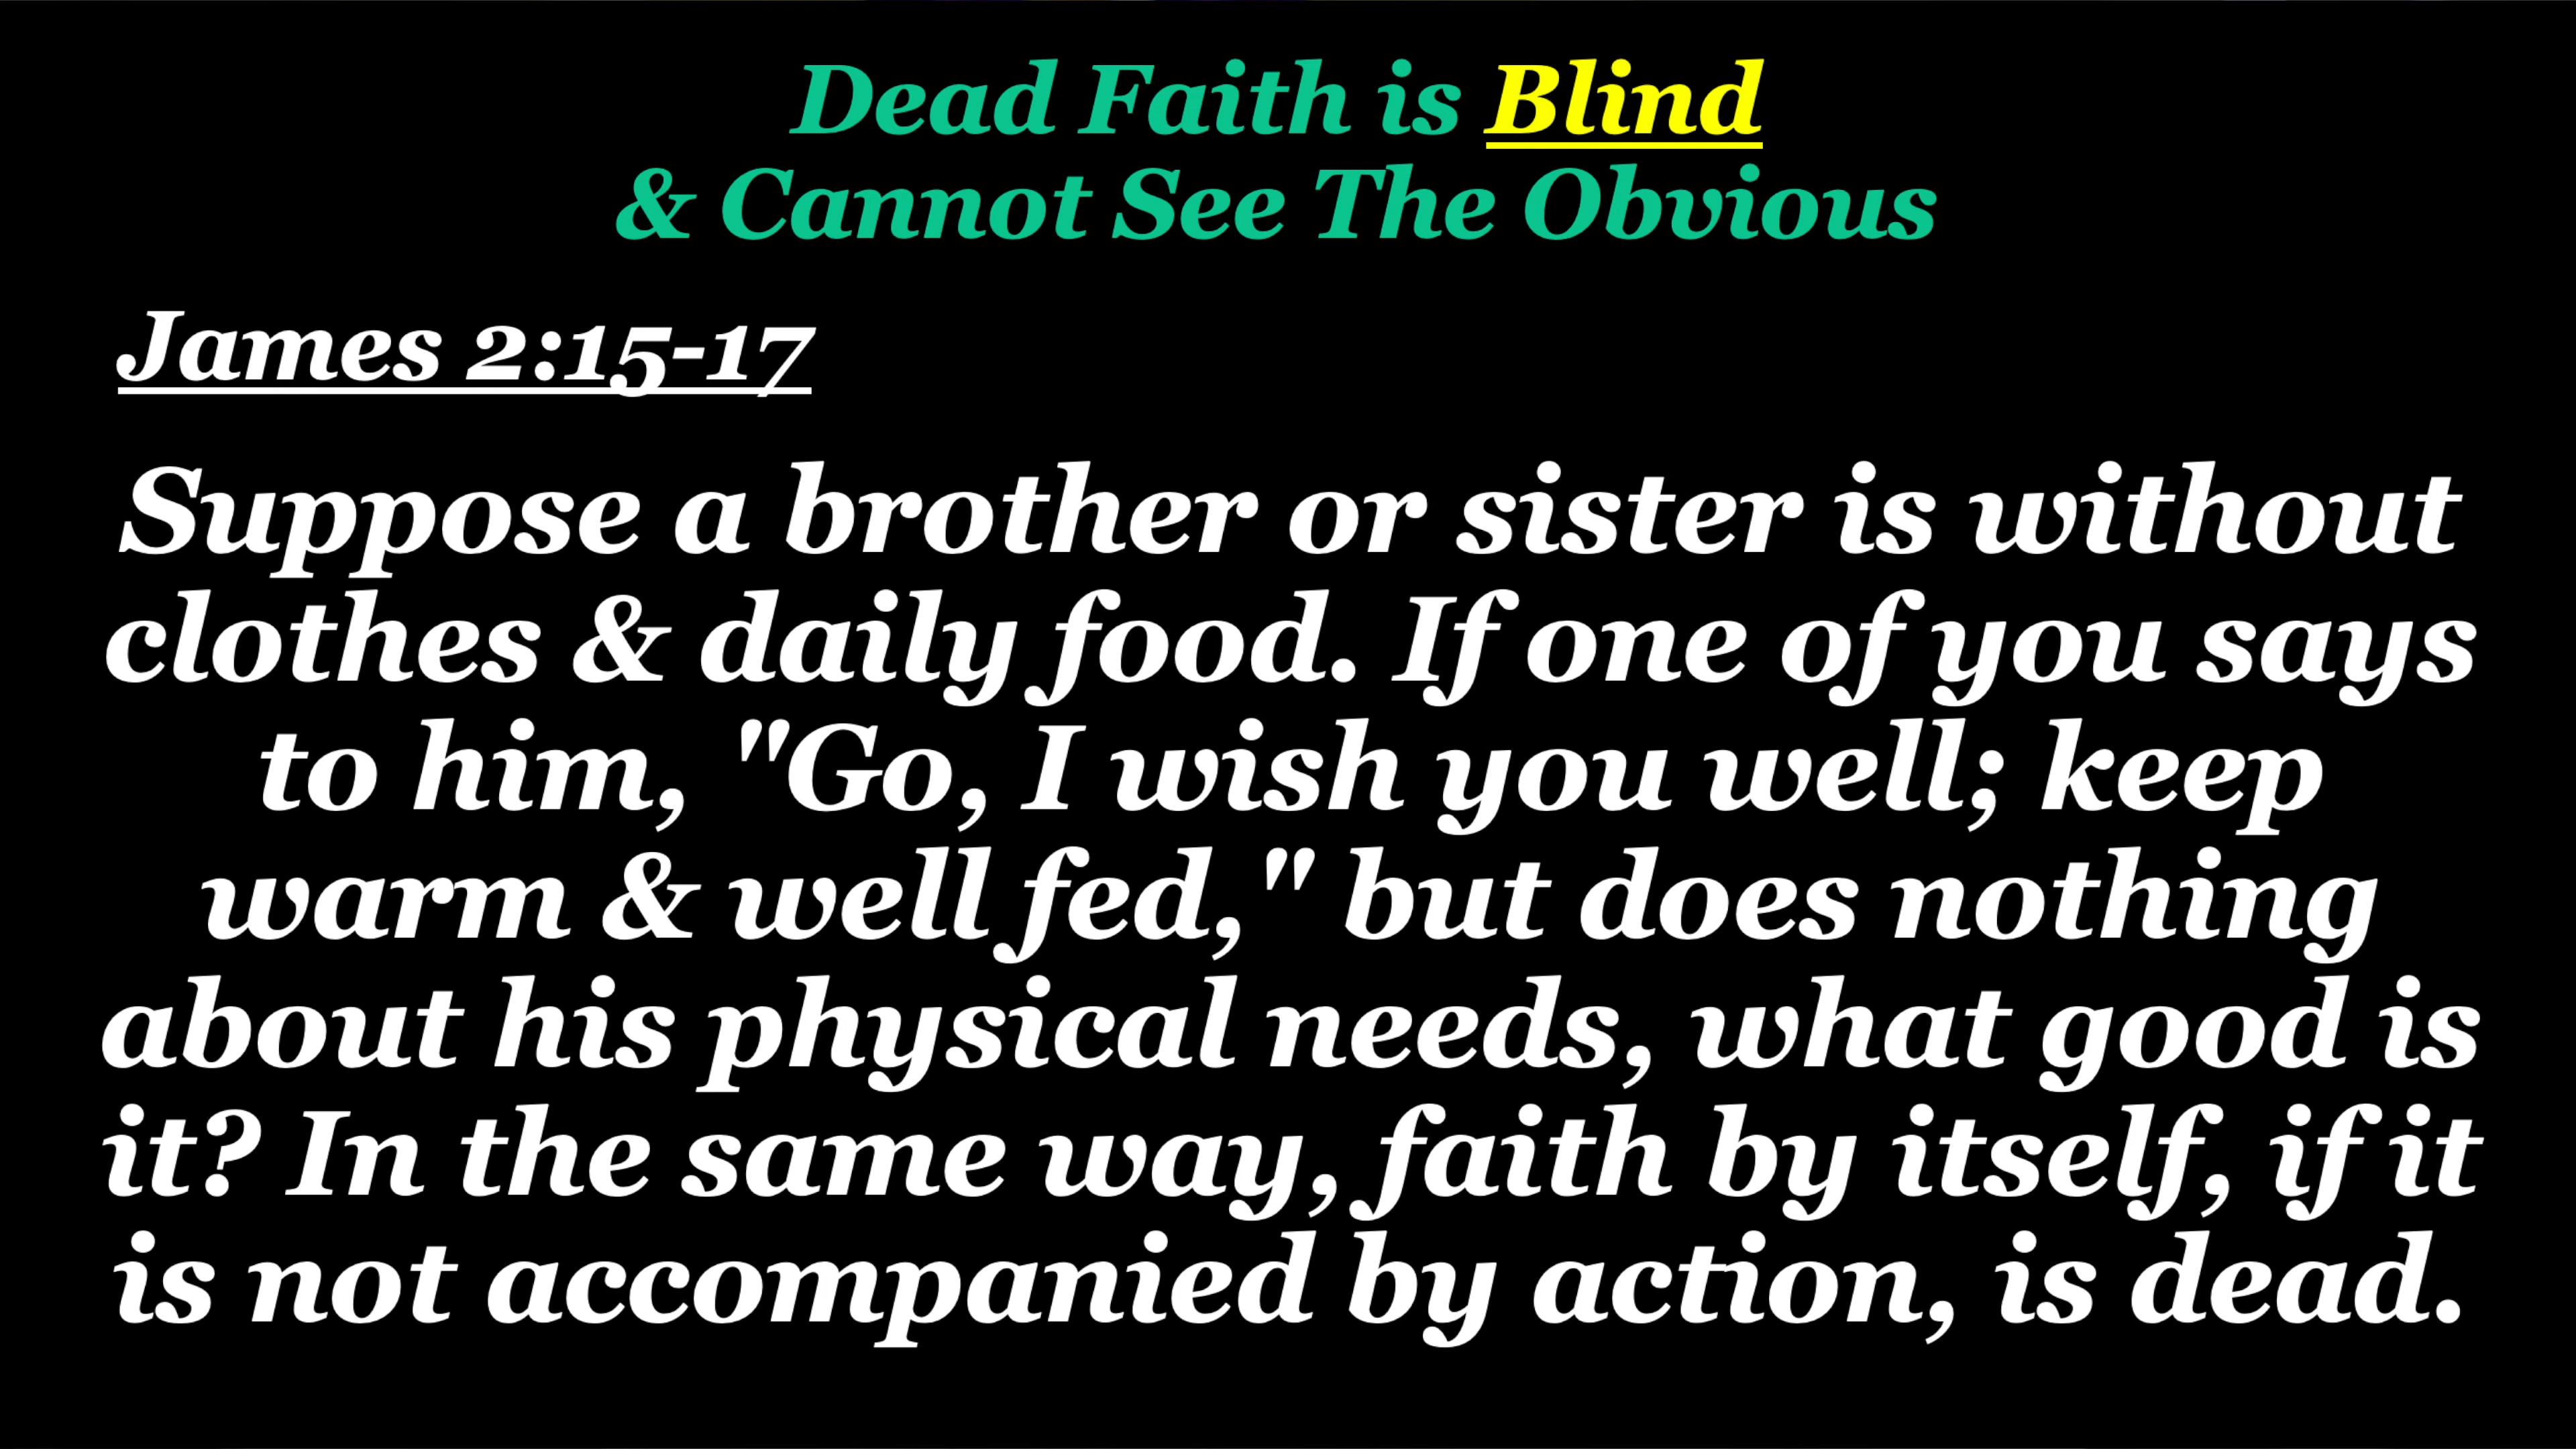 Dead Faith is Blind
& Cannot See The Obvious
James 2:15-17
Suppose a brother or sister is without
clothes & daily food. If one of you says
to him, "Go, I wish you well; keep
warm & well fed," but does nothing
about his physical needs, what good is
it? In the same way, faith by itself, if it
is not accompanied by action, is dead.